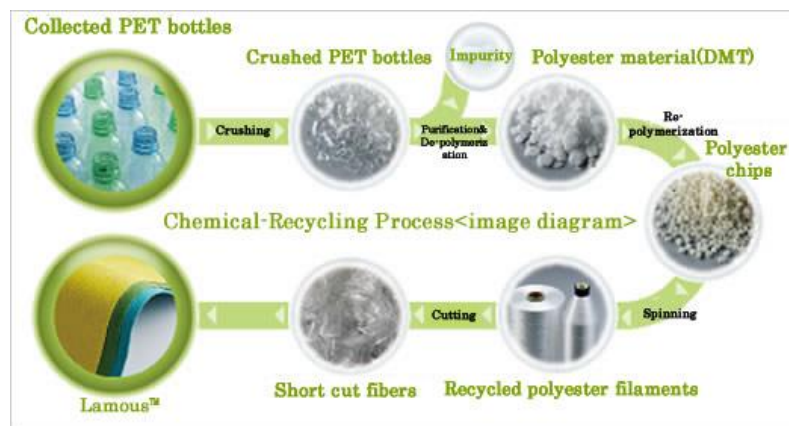 Collected PET bottles
Crushed PET bottles
Impurity
Polyester material(DMT)
Crushing
Purification&
De-polymeriz
ation
Re-
polymerization
Polyester
chips
Chemical-Recycling Process<image diagram>
Cutting
Spinning
Lamous™
Short cut fibers
Recycled polyester filaments